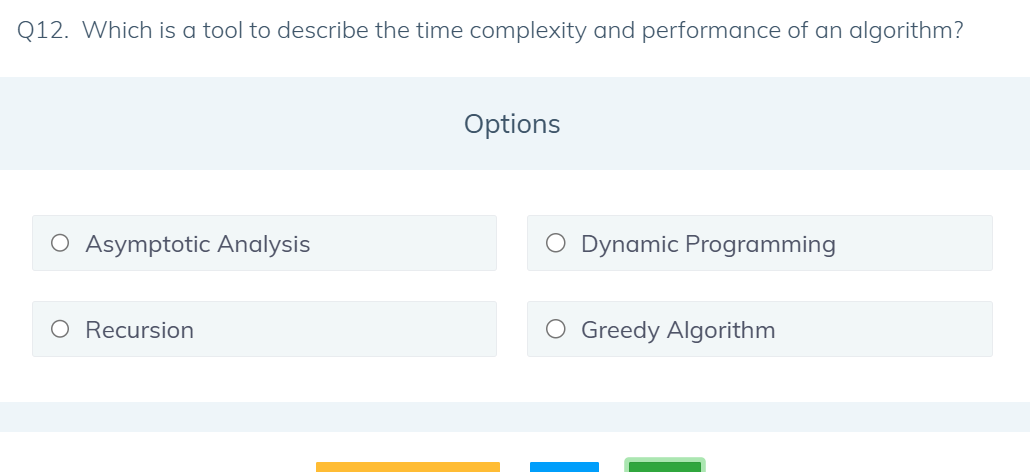 Q12. Which is a tool to describe the time complexity and performance of an algorithm?
Options
Asymptotic Analysis
Dynamic Programming
Recursion
Greedy Algorithm